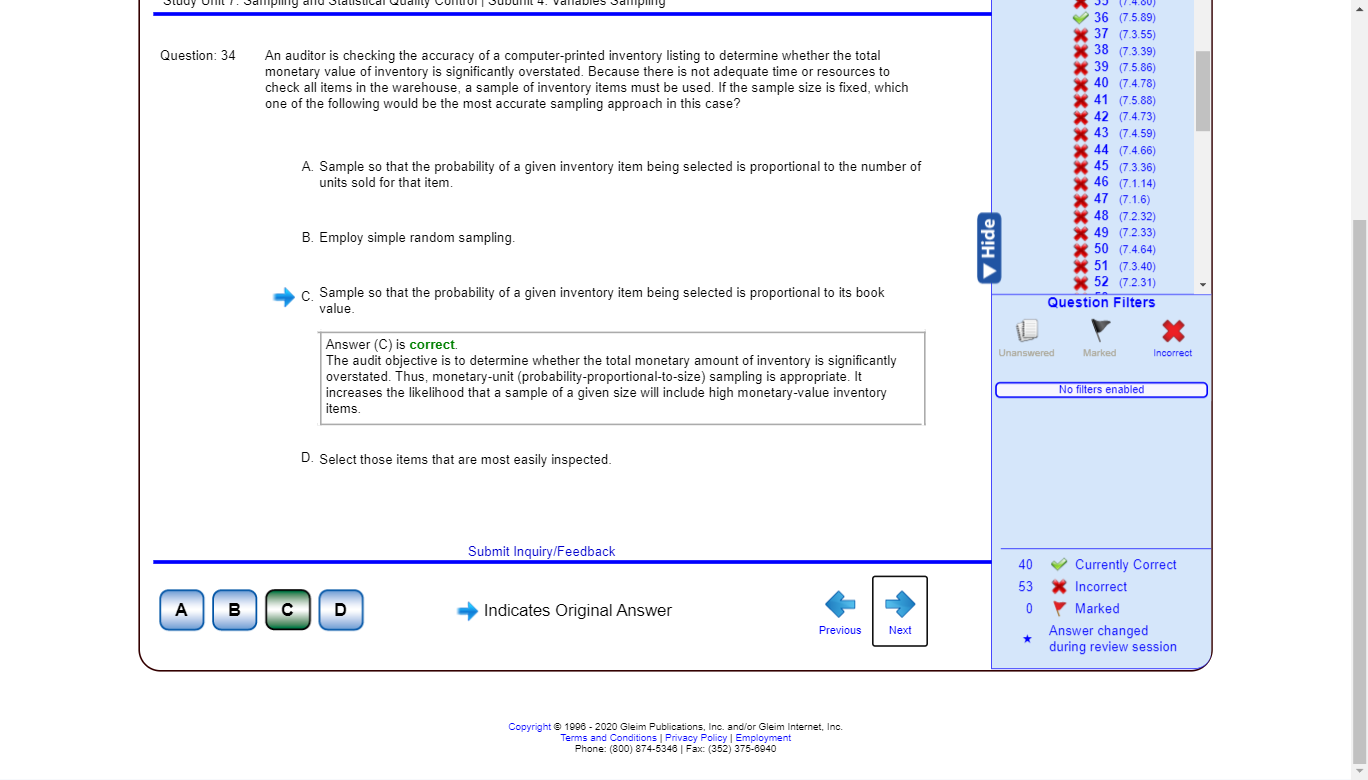 Study Unit 7: Sampling and Statistical Quality Control | Subunit 4: Variables Sampling
Question: 34
An auditor is checking the accuracy of a computer-printed inventory listing to determine whether the total
monetary value of inventory is significantly overstated. Because there is not adequate time or resources to
check all items in the warehouse, a sample of inventory items must be used. If the sample size is fixed, which
one of the following would be the most accurate sampling approach in this case?
A. Sample so that the probability of a given inventory item being selected is proportional to the number of
units sold for that item.
B. Employ simple random sampling.
C. Sample so that the probability of a given inventory item being selected is proportional to its book
value.
Answer (C) is correct.
The audit objective is to determine whether the total monetary amount of inventory is significantly
overstated. Thus, monetary-unit (probability-proportional-to-size) sampling is appropriate. It
increases the likelihood that a sample of a given size will include high monetary-value inventory
items.
D. Select those items that are most easily inspected.
Submit Inquiry/Feedback
A B C D
Indicates Original Answer
Previous
Next
35 (7.4.80)
36 (7.5.89)
37 (7.3.55)
38 (7.3.39)
39 (7.5.86)
40 (7.4.78)
41 (7.5.88)
42 (7.4.73)
43 (7.4.59)
44 (7.4.66)
45 (7.3.36)
46 (7.1.14)
47 (7.1.6)
48 (7.2.32)
49 (7.2.33)
50 (7.4.64)
51 (7.3.40)
52 (7.2.31)
Hide
Question Filters
Unanswered
Marked
Incorrect
No filters enabled
40 Currently Correct
53 Incorrect
0 Marked
Answer changed
during review session
Copyright © 1996 - 2020 Gleim Publications, Inc. and/or Gleim Internet, Inc.
Terms and Conditions | Privacy Policy | Employment
Phone: (800) 874-5346 | Fax: (352) 375-6940